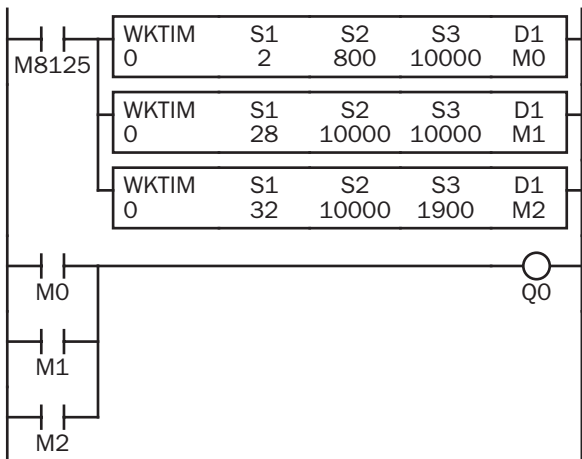 WKTIM S1 S2 S3 D1
0 2 800 10000 M0
M8125
WKTIM S1 S2 S3 D1
0 28 10000 10000 M1
WKTIM S1 S2 S3 D1
0 32 10000 1900 M2
M0 Q0
M1
M2